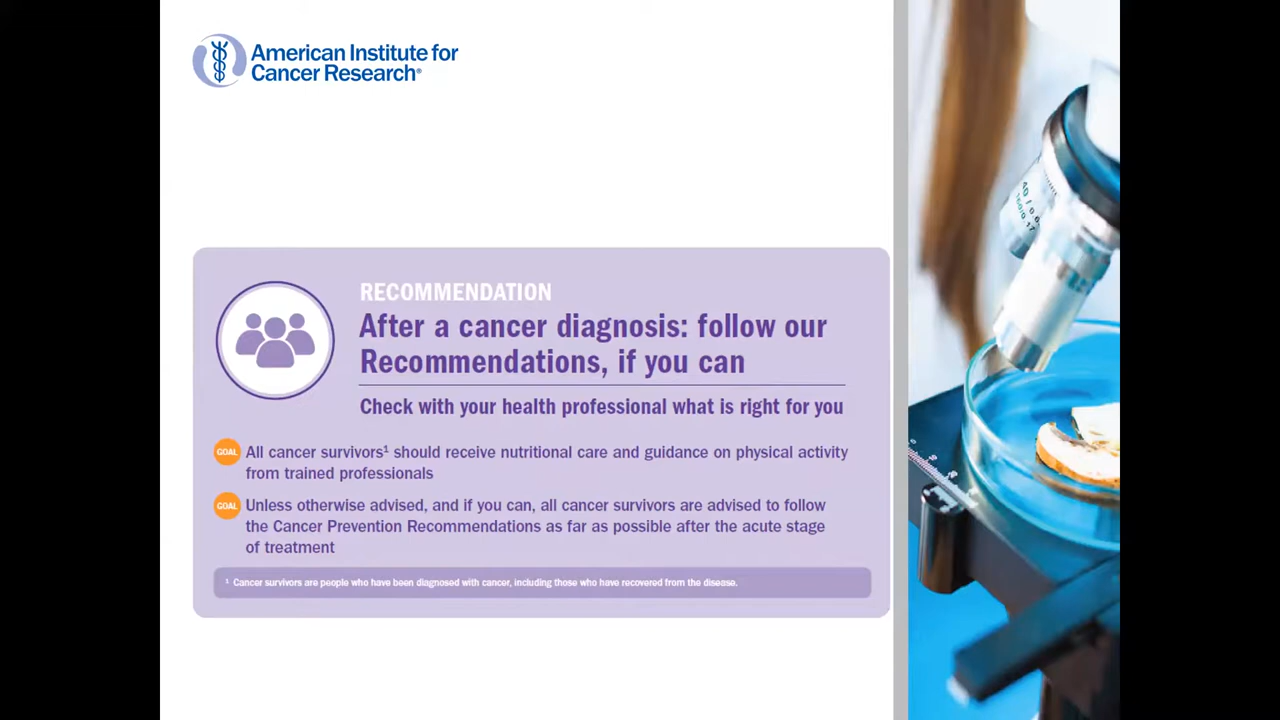 American Institute for
Cancer Research®
RECOMMENDATION
After a cancer diagnosis: follow our
Recommendations, if you can
Check with your health professional what is right for you
GOAL All cancer survivors¹ should receive nutritional care and guidance on physical activity
from trained professionals
GOAL Unless otherwise advised, and if you can, all cancer survivors are advised to follow
the Cancer Prevention Recommendations as far as possible after the acute stage
of treatment
¹ Cancer survivors are people who have been diagnosed with cancer, including those who have recovered from the disease.
40 / 0.6